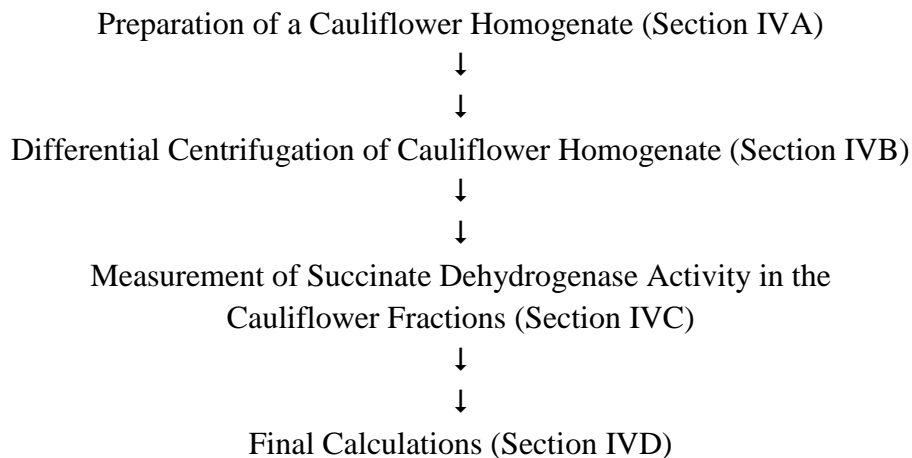 Preparation of a Cauliflower Homogenate (Section IVA)
↓
↓
Differential Centrifugation of Cauliflower Homogenate (Section IVB)
↓
↓
Measurement of Succinate Dehydrogenase Activity in the
Cauliflower Fractions (Section IVC)
↓
↓
Final Calculations (Section IVD)